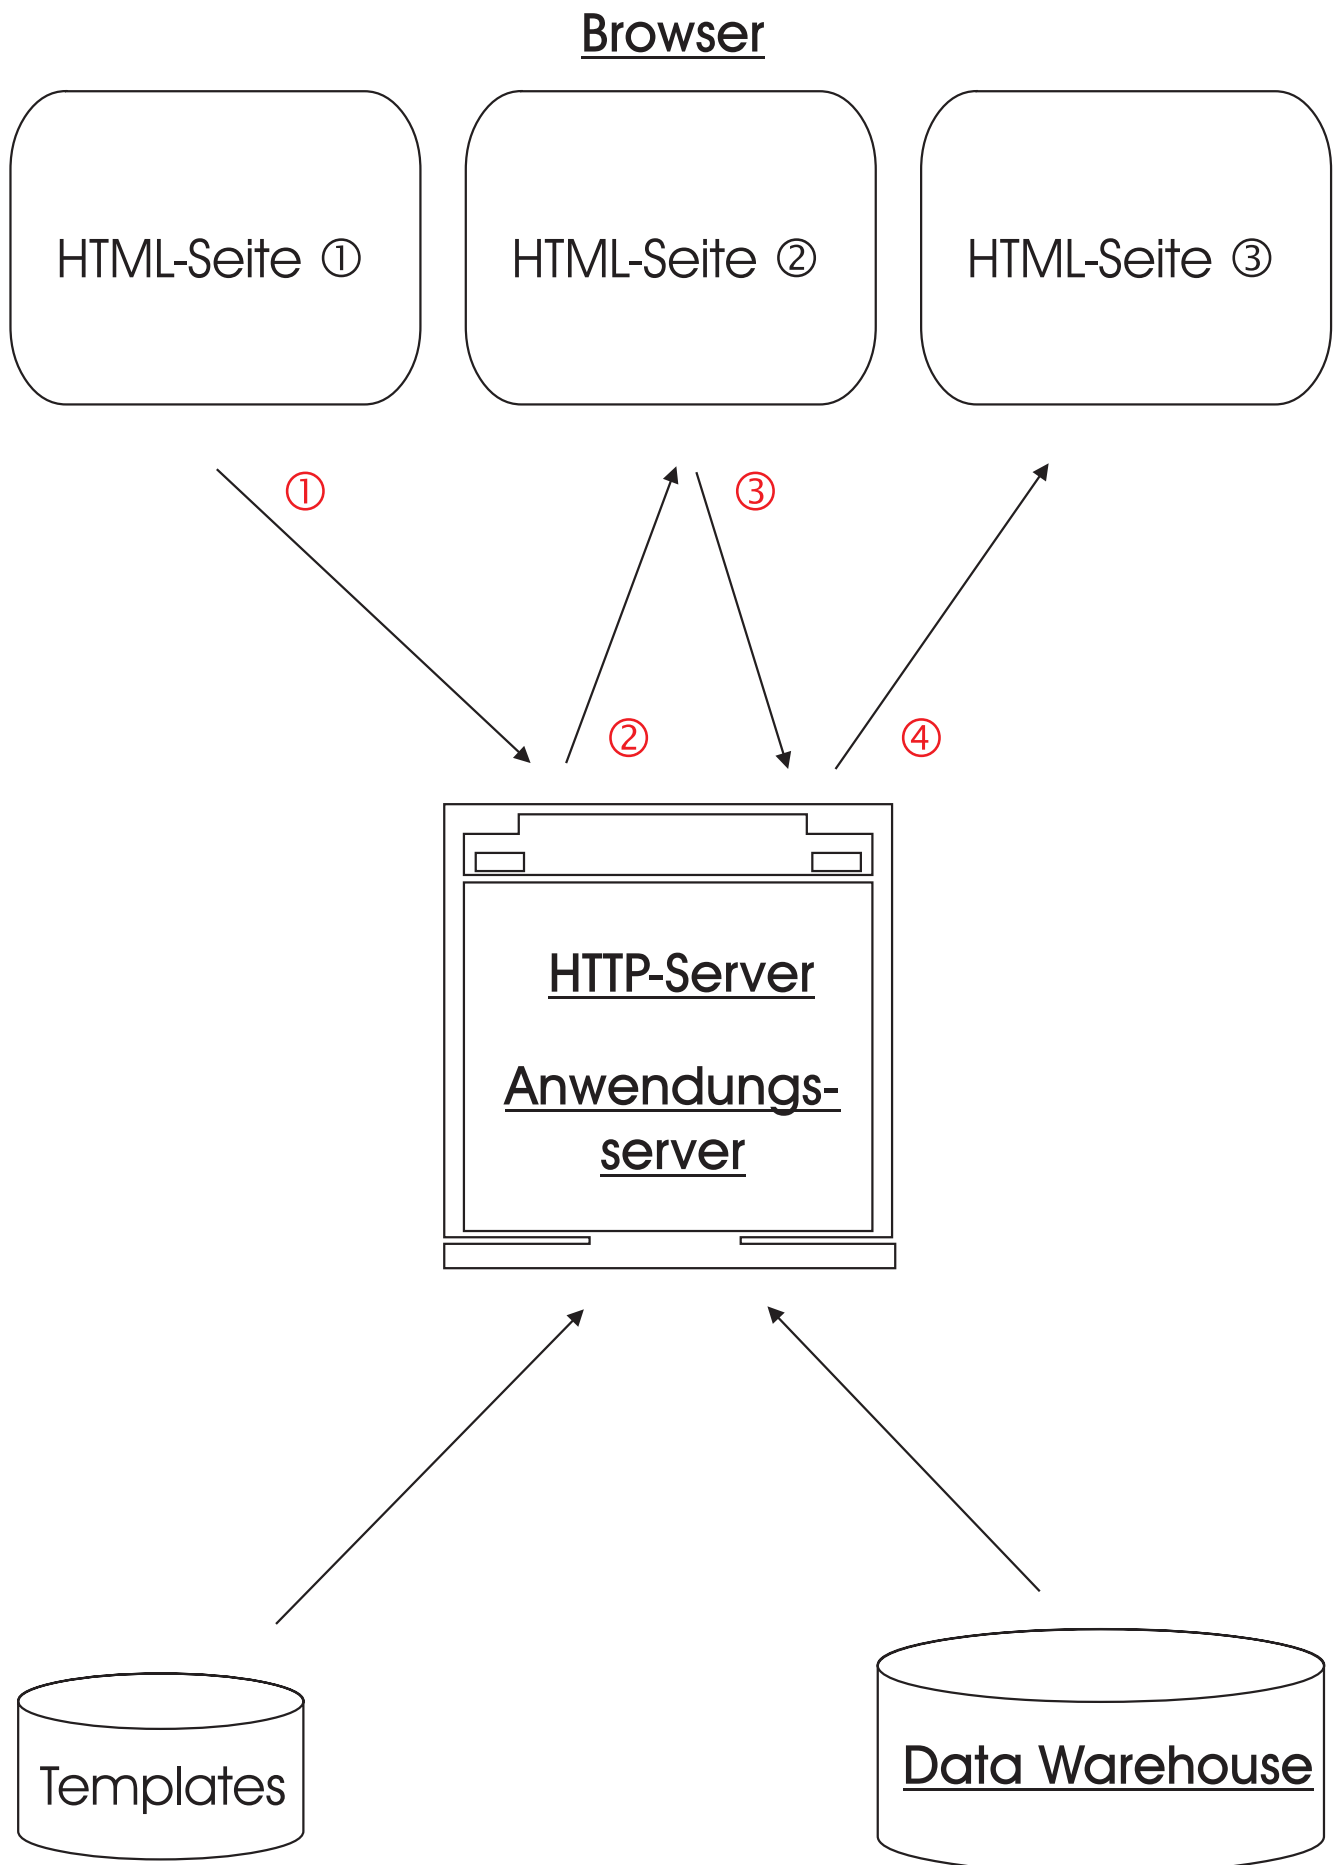 Browser
HTML-Seite ①
HTML-Seite ②
HTML-Seite ③
①
③
②
④
HTTP-Server
Anwendungs-
server
Templates
Data Warehouse